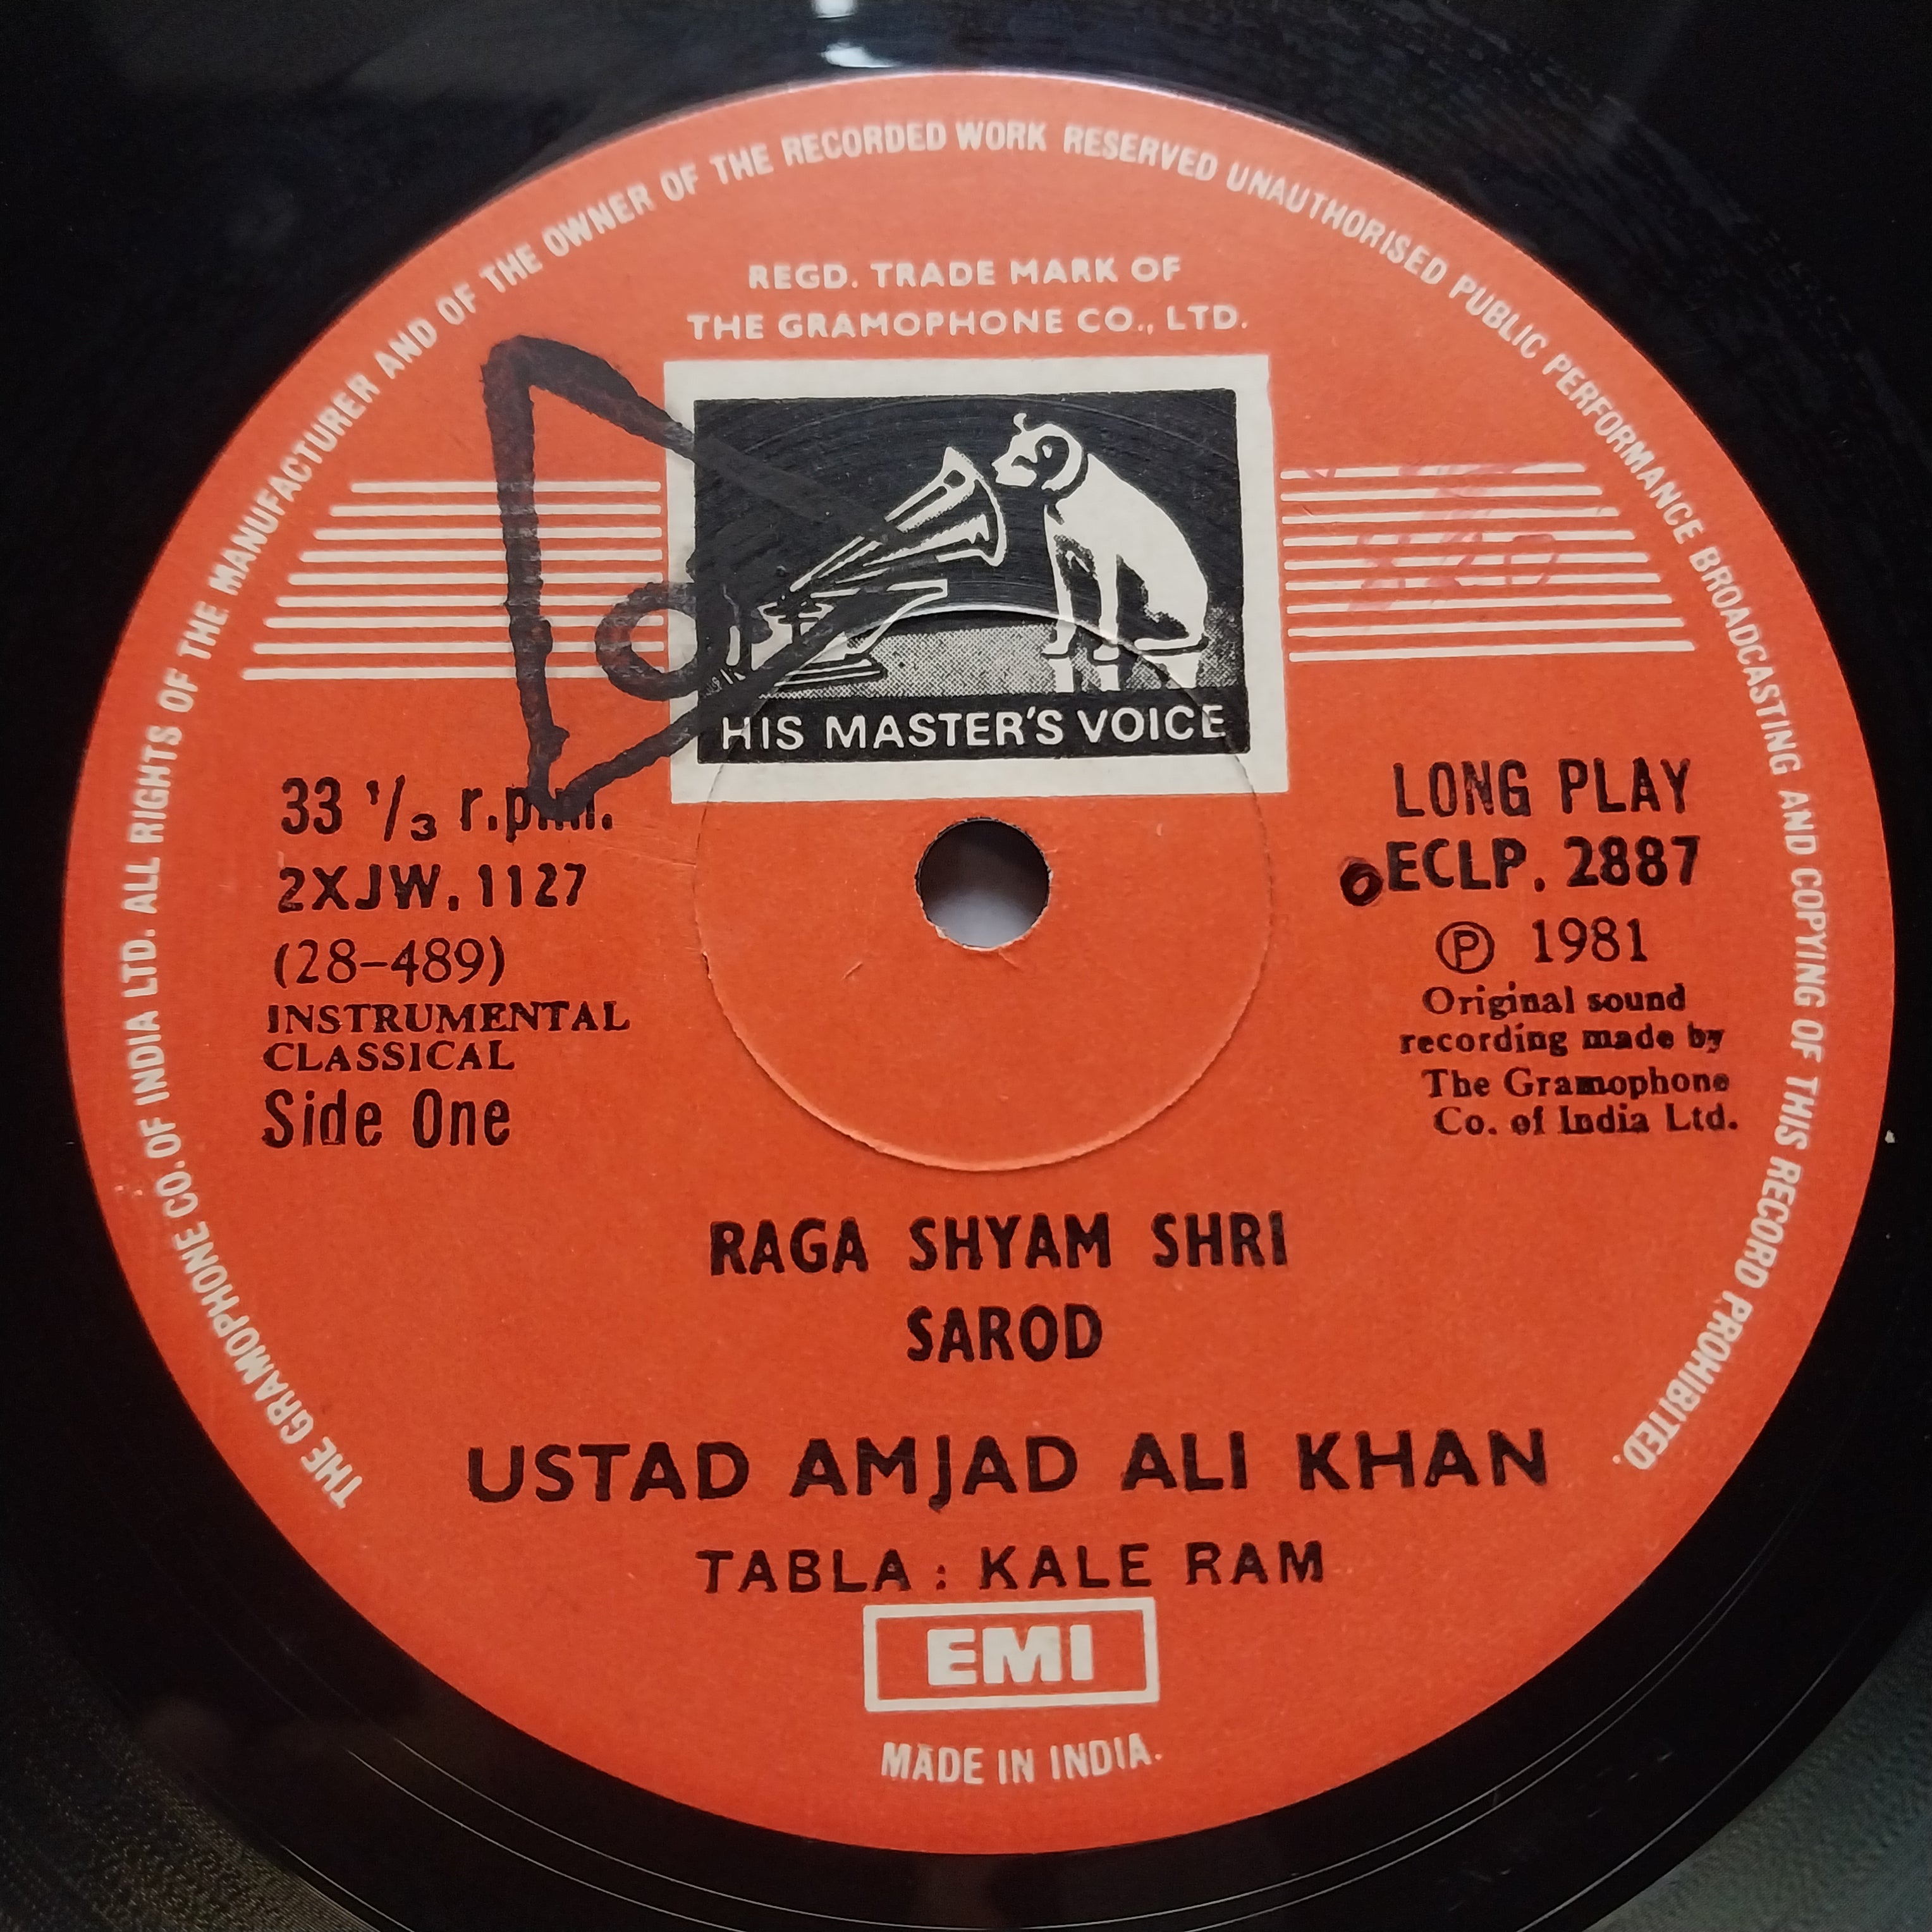 THE GRAMOPHONE CO. OF INDIA LTD. ALL RIGHTS OF THE MANUFACTURER AND OF THE OWNER OF THE RECORDED WORK RESERVED UNAUTHORISED PUBLIC PERFORMANCE BROADCASTING AND COPYING OF THIS RECORD PROHIBITED.
REGD. TRADE MARK OF
THE GRAMOPHONE CO., LTD.
HIS MASTER'S VOICE
33 1/3 r.p.m.
2XJW. 1127
(28-489)
INSTRUMENTAL
CLASSICAL
Side One
LONG PLAY
ECLP. 2887
Ⓟ 1981
Original sound
recording made by
The Gramophone
Co. of India Ltd.
RAGA SHYAM SHRI
SAROD
USTAD AMJAD ALI KHAN
TABLA : KALE RAM
EMI
MADE IN INDIA.